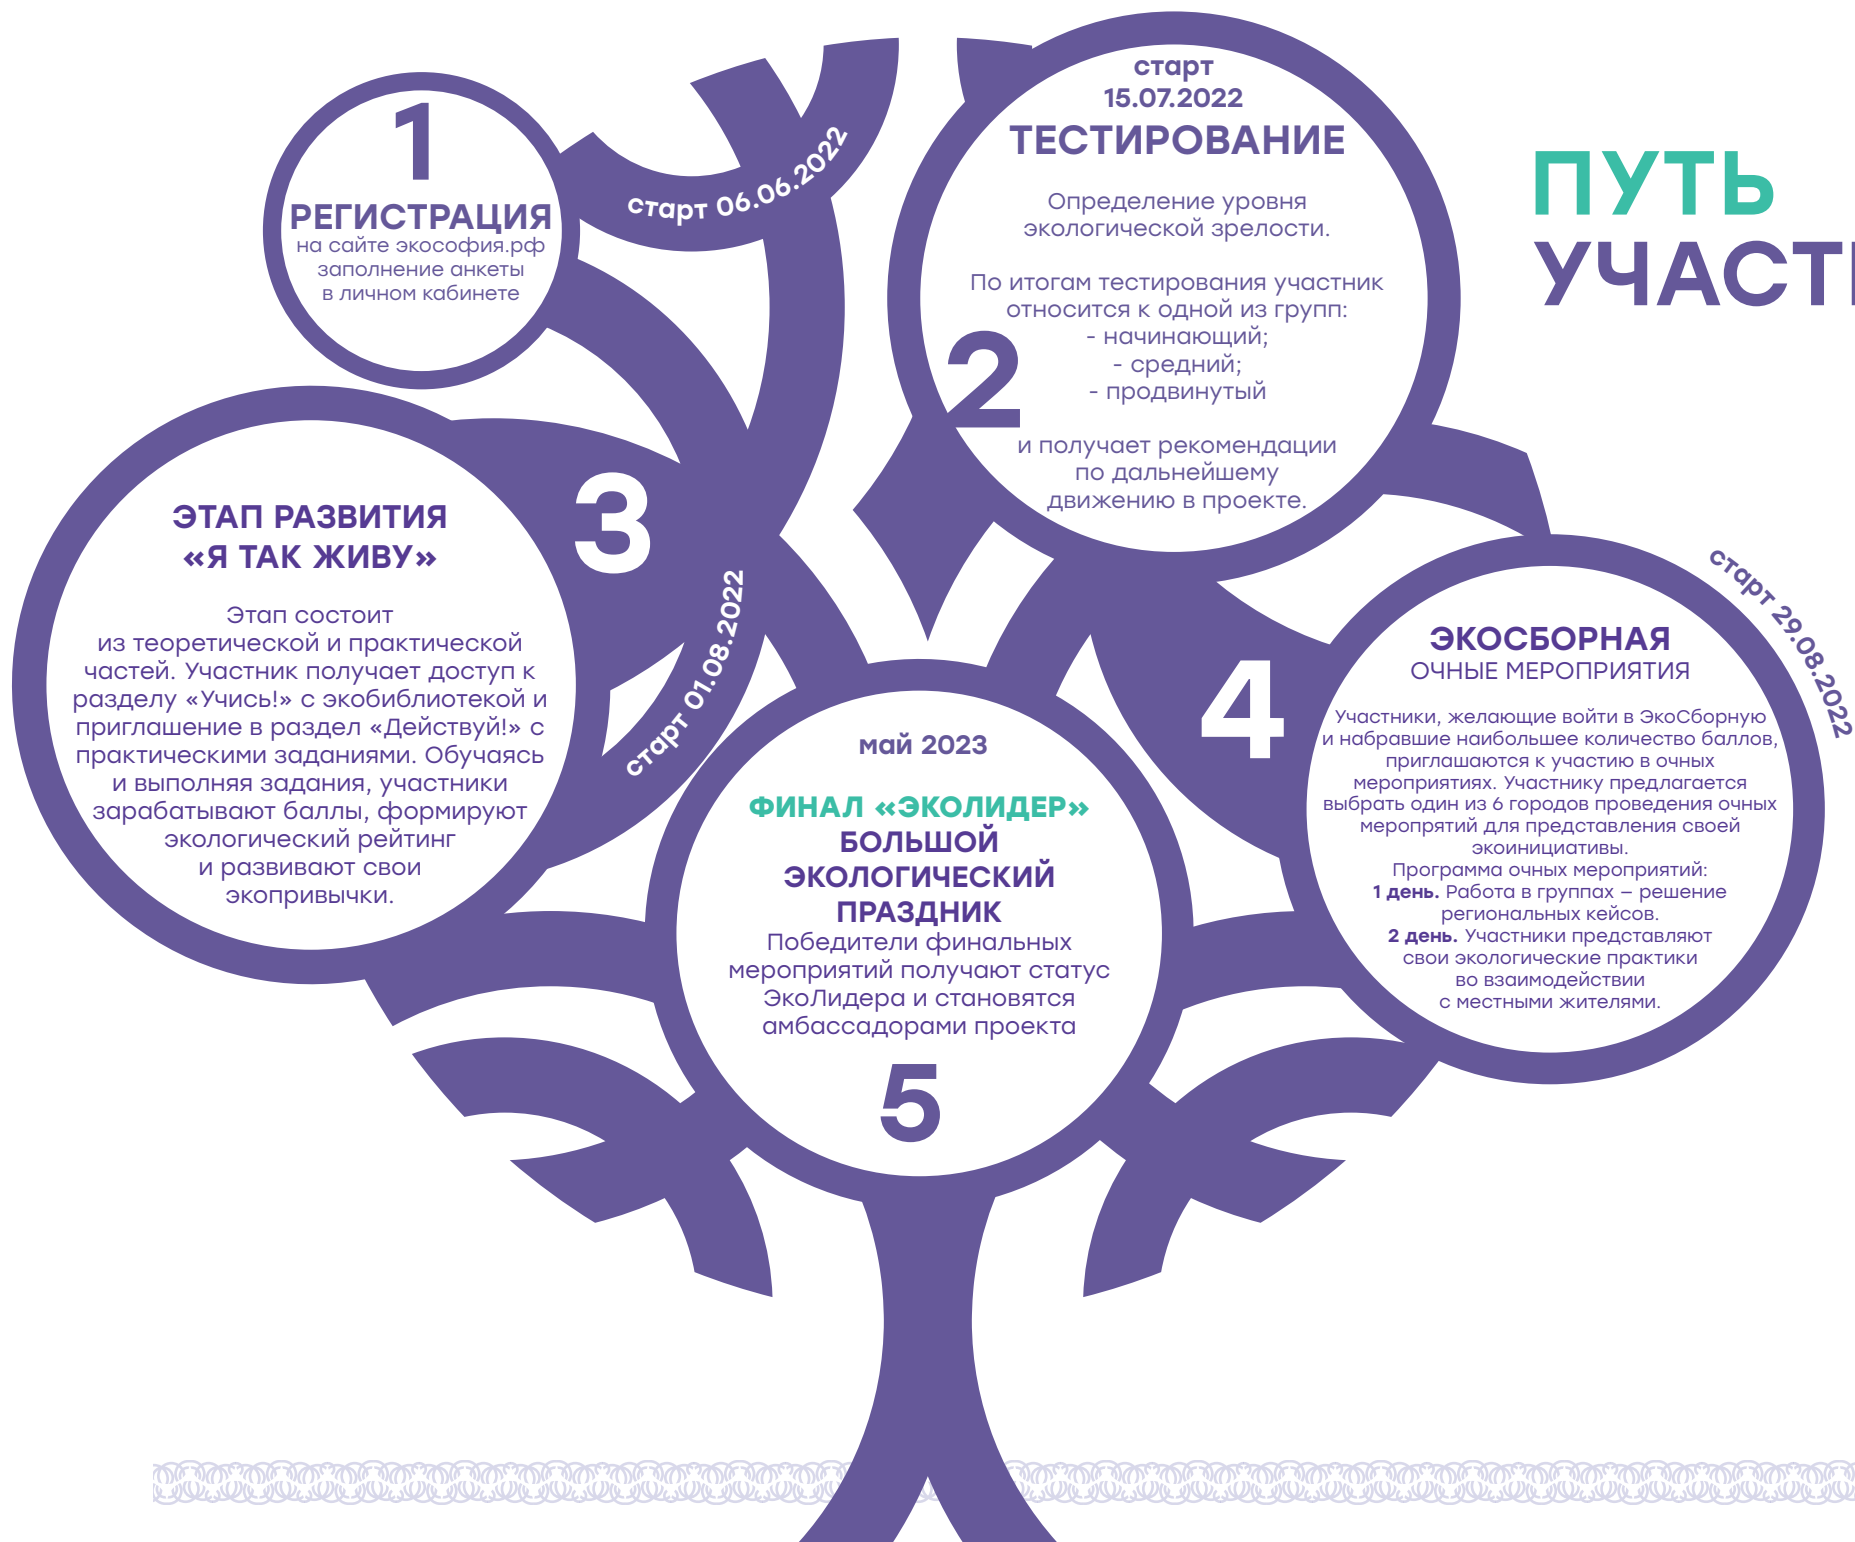 ПУТЬ
1
РЕГИСТРАЦИЯ
на сайте экософия.рф
заполнение анкеты
в личном кабинете
старт 06.06.2022
старт
15.07.2022
ТЕСТИРОВАНИЕ
Определение уровня
экологической зрелости.
По итогам тестирования участник
относится к одной из групп:
- начинающий;
- средний;
- продвинутый
2
и получает рекомендации
по дальнейшему
движению в проекте.
3
старт 01.08.2022
ЭТАП РАЗВИТИЯ
«Я ТАК ЖИВУ»
Этап состоит
из теоретической и практической
частей. Участник получает доступ к
разделу «Учись!» с экобиблиотекой и
приглашение в раздел «Действуй!» с
практическими заданиями. Обучаясь
и выполняя задания, участники
зарабатывают баллы, формируют
экологический рейтинг
и развивают свои
экопривычки.
4
старт 29.08.2022
ЭКОСБОРНАЯ
ОЧНЫЕ МЕРОПРИЯТИЯ
Участники, желающие войти в ЭкоСборную
и набравшие наибольшее количество баллов,
приглашаются к участию в очных
мероприятиях. Участнику предлагается
выбрать один из 6 городов проведения очных
меропрятий для представления своей
экоинициативы.
Программа очных мероприятий:
1 день. Работа в группах – решение
региональных кейсов.
2 день. Участники представляют
свои экологические практики
во взаимодействии
с местными жителями.
май 2023
ФИНАЛ «ЭКОЛИДЕР»
БОЛЬШОЙ
ЭКОЛОГИЧЕСКИЙ
ПРАЗДНИК
Победители финальных
мероприятий получают статус
ЭкоЛидера и становятся
амбассадорами проекта
5